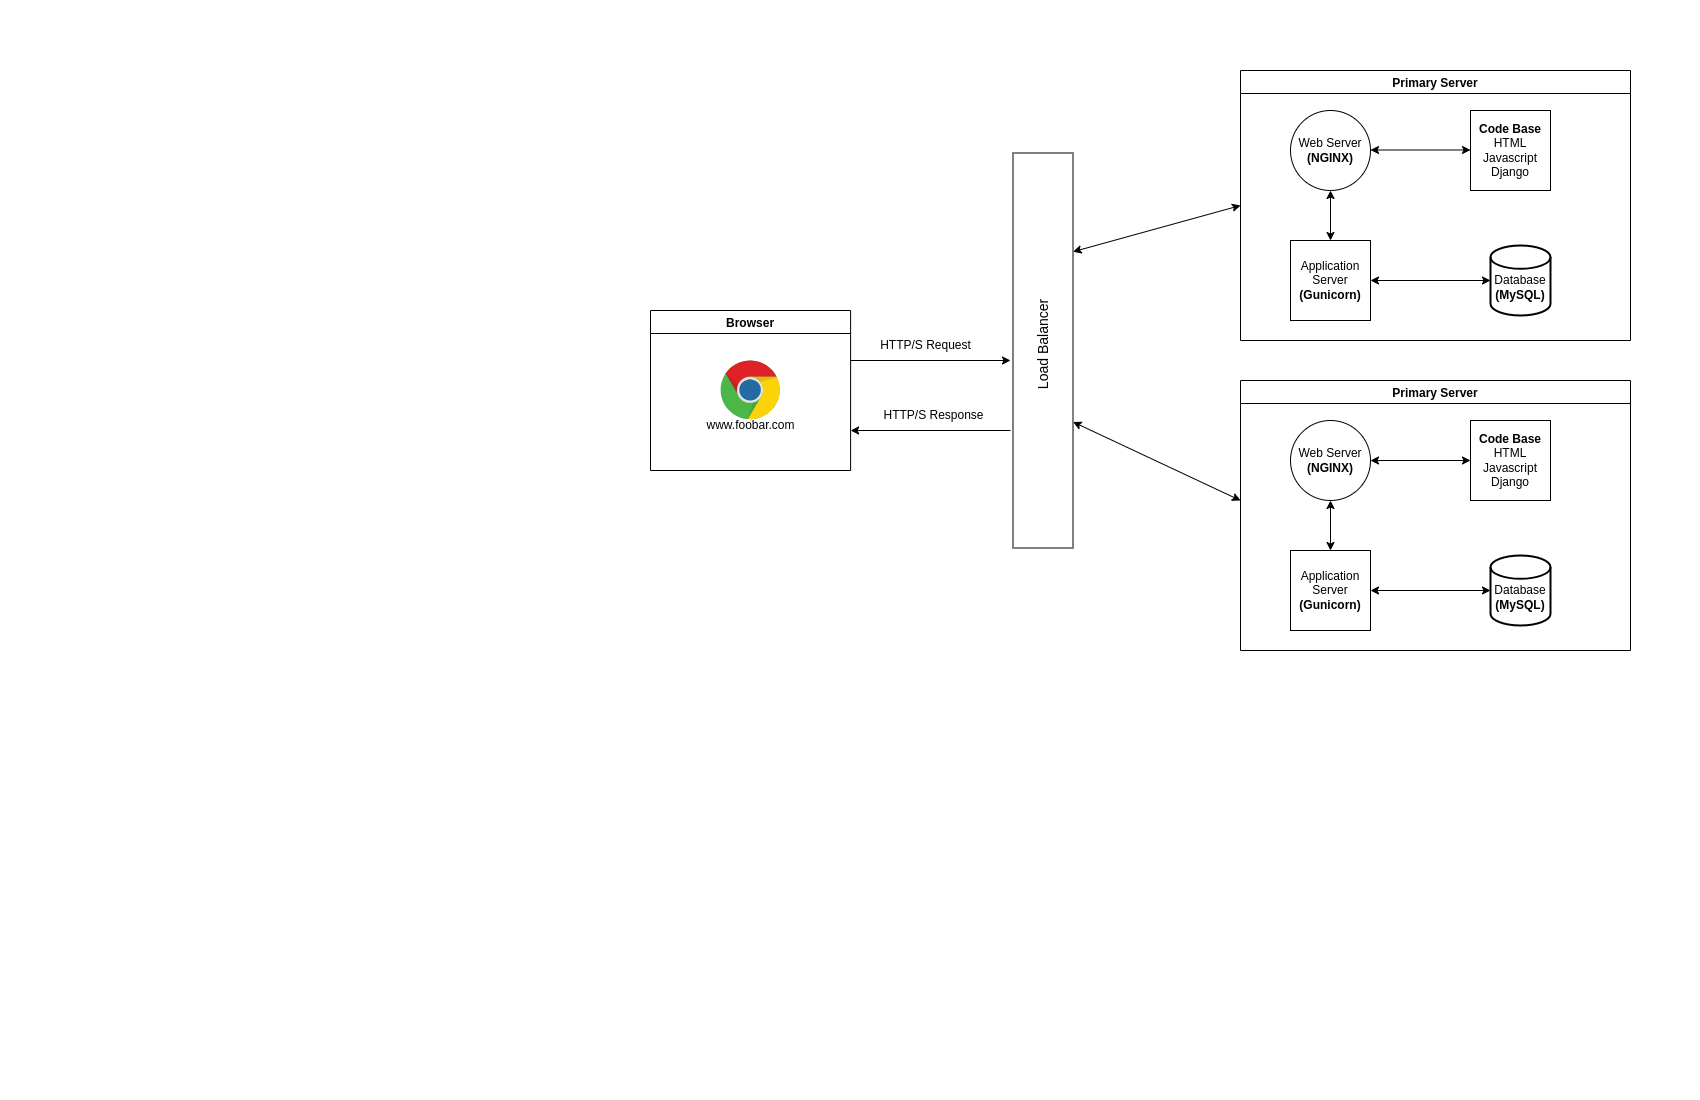 Browser
www.foobar.com
HTTP/S Request
HTTP/S Response
Load Balancer
Primary Server
Web Server
(NGINX)
Code Base
HTML
Javascript
Django
Application
Server
(Gunicorn)
Database
(MySQL)
Primary Server
Web Server
(NGINX)
Code Base
HTML
Javascript
Django
Application
Server
(Gunicorn)
Database
(MySQL)